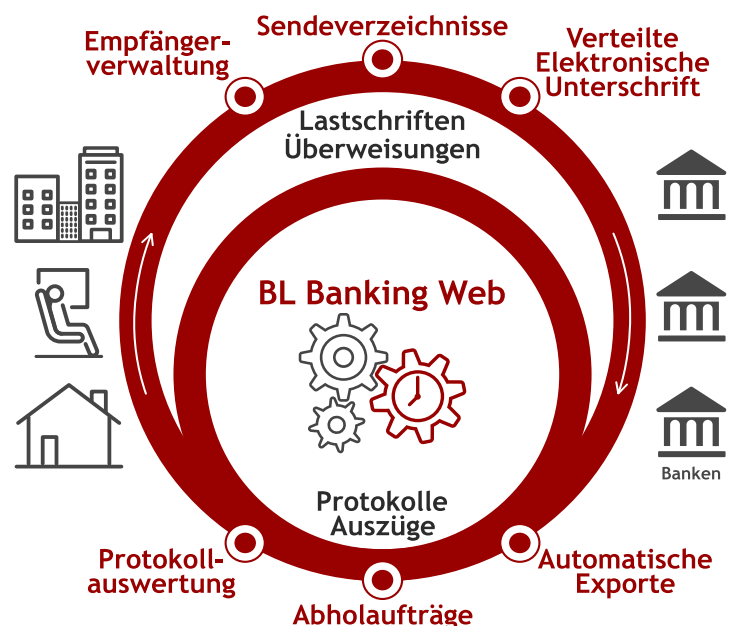 Sendeverzeichnisse
Empfänger-
verwaltung
Verteilte
Elektronische
Unterschrift
Lastschriften
Überweisungen
BL Banking Web
Banken
Protokolle
Auszüge
Protokoll-
auswertung
Automatische
Exporte
Abholaufträge